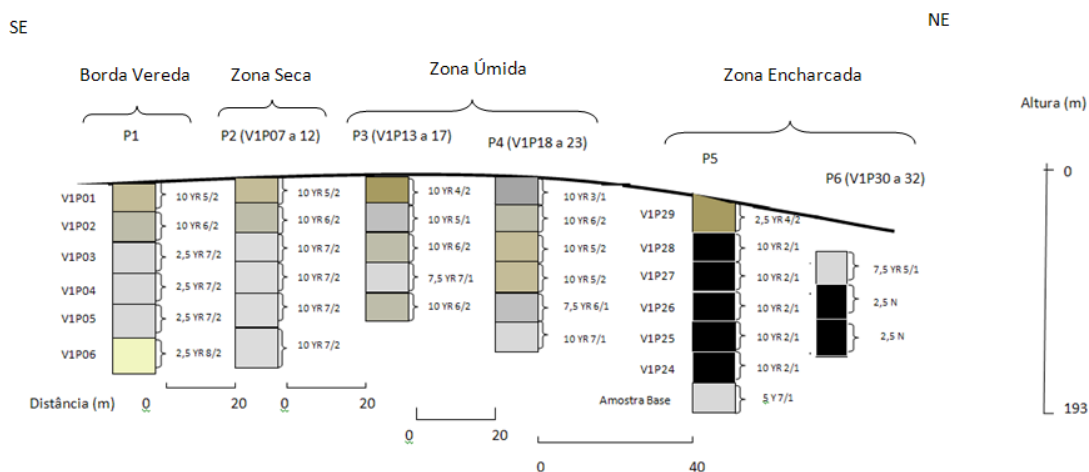 SE
NE
Borda Vereda
Zona Seca
Zona Úmida
Zona Encharcada
Altura (m)
P1
P2 (V1P07 a 12)
P3 (V1P13 a 17)
P4 (V1P18 a 23)
P5
P6 (V1P30 a 32)
0
193
V1P01
10 YR 5/2
V1P02
10 YR 6/2
V1P03
2,5 YR 7/2
V1P04
2,5 YR 7/2
V1P05
2,5 YR 7/2
V1P06
2,5 YR 8/2
10 YR 5/2
10 YR 6/2
10 YR 7/2
10 YR 7/2
10 YR 7/2
10 YR 7/2
10 YR 4/2
10 YR 5/1
10 YR 6/2
7,5 YR 7/1
10 YR 6/2
10 YR 3/1
10 YR 6/2
10 YR 5/2
10 YR 5/2
7,5 YR 6/1
10 YR 7/1
V1P29
2,5 YR 4/2
V1P28
10 YR 2/1
V1P27
10 YR 2/1
V1P26
10 YR 2/1
V1P25
10 YR 2/1
V1P24
10 YR 2/1
Amostra Base
5 Y 7/1
7,5 YR 5/1
2,5 N
2,5 N
Distância (m)
0
20
0
20
0
20
0
40